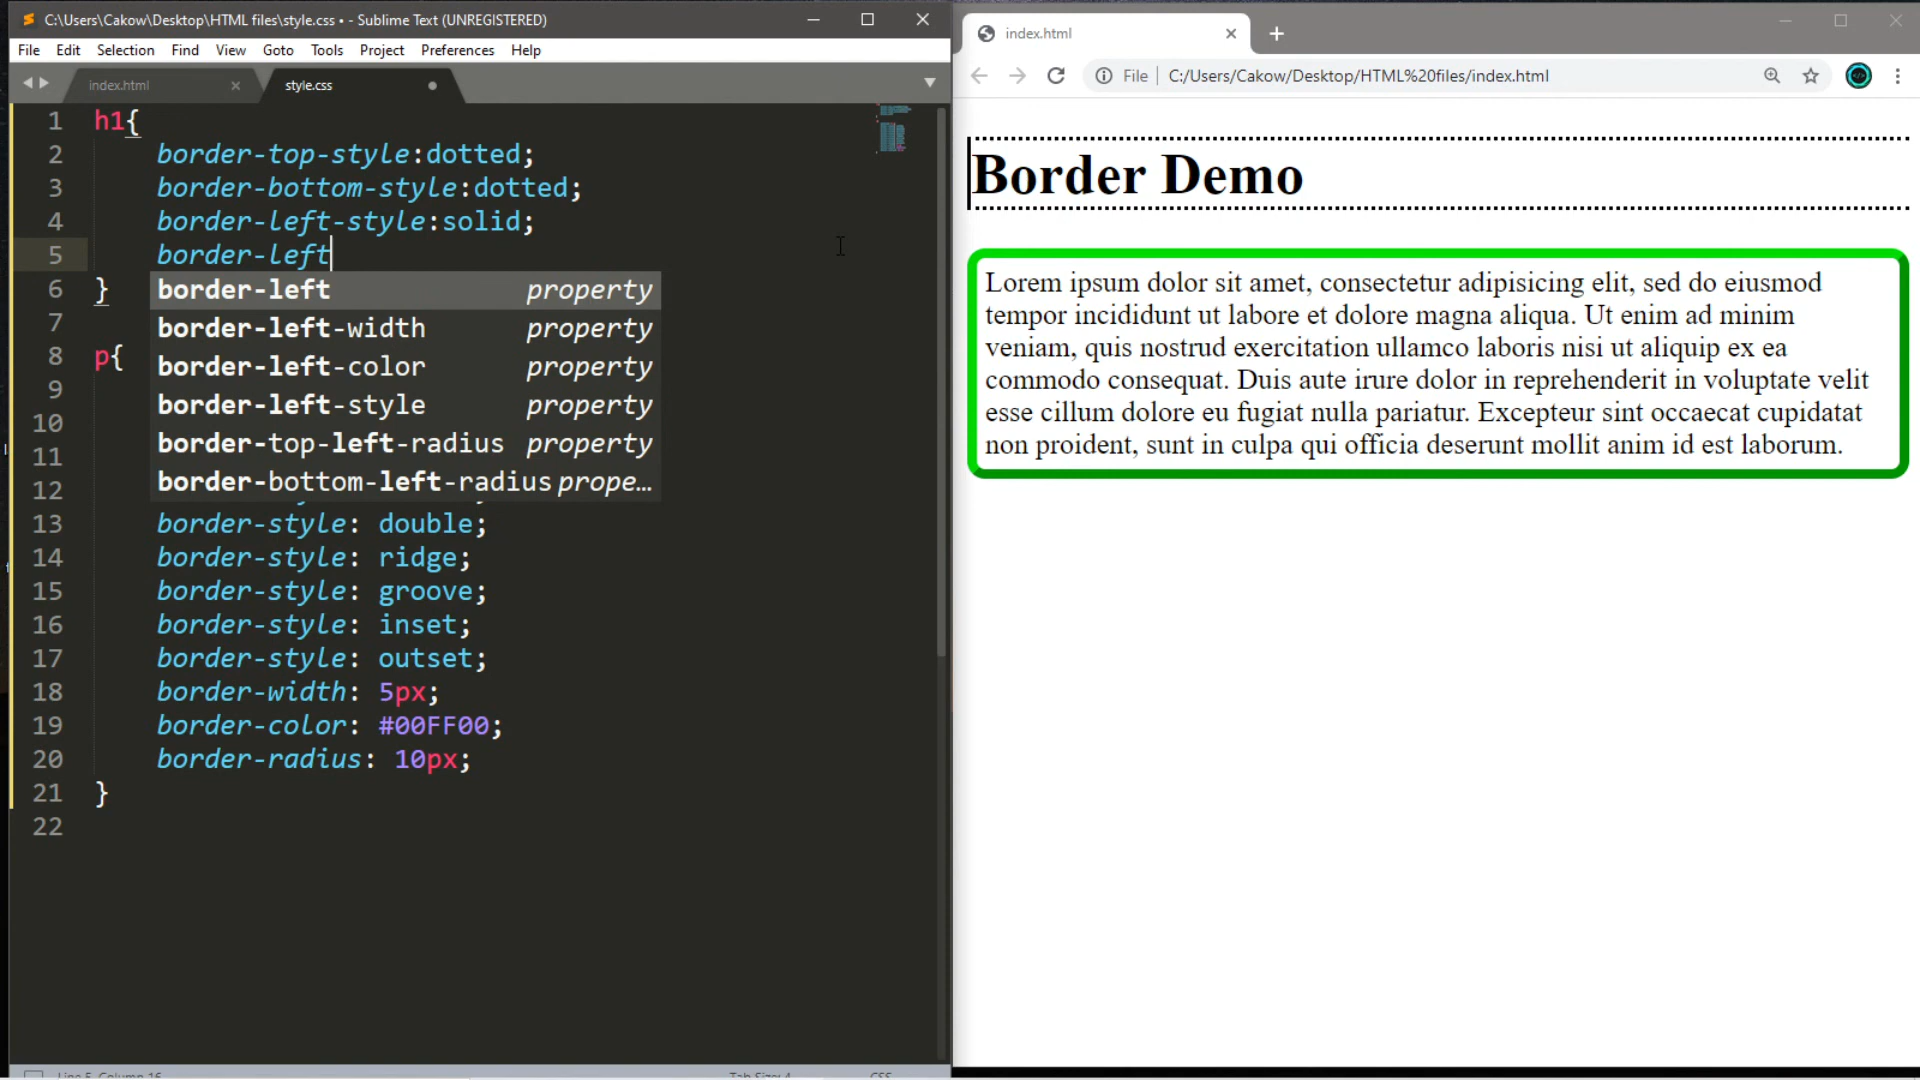 C:\Users\Cakow\Desktop\HTML files\style.css • - Sublime Text (UNREGISTERED)
File Edit Selection Find View Goto Tools Project Preferences Help
index.html
style.css
1 h1{
2 border-top-style:dotted;
3 border-bottom-style:dotted;
4 border-left-style:solid;
5 border-left
6 }
border-left property
7
border-left-width property
8 p{
border-left-color property
9
border-left-style property
10
border-top-left-radius property
11
border-bottom-left-radius prope…
12
13 border-style: double;
14 border-style: ridge;
15 border-style: groove;
16 border-style: inset;
17 border-style: outset;
18 border-width: 5px;
19 border-color: #00FF00;
20 border-radius: 10px;
21 }
22
Line 5, Column 16
Tab Size: 4
CSS
index.html
File C:/Users/Cakow/Desktop/HTML%20files/index.html
Border Demo
Lorem ipsum dolor sit amet, consectetur adipisicing elit, sed do eiusmod
tempor incididunt ut labore et dolore magna aliqua. Ut enim ad minim
veniam, quis nostrud exercitation ullamco laboris nisi ut aliquip ex ea
commodo consequat. Duis aute irure dolor in reprehenderit in voluptate velit
esse cillum dolore eu fugiat nulla pariatur. Excepteur sint occaecat cupidatat
non proident, sunt in culpa qui officia deserunt mollit anim id est laborum.